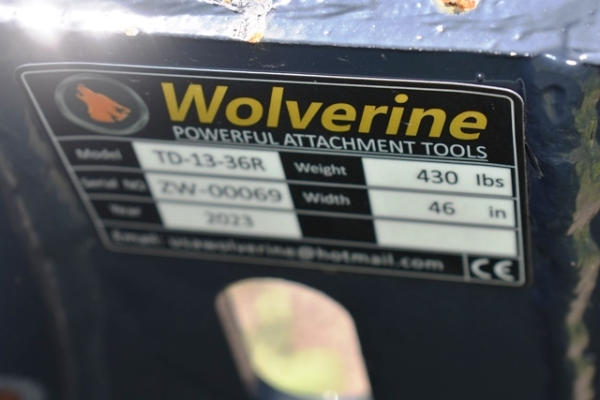 Wolverine
POWERFUL ATTACHMENT TOOLS
Model TD-13-36R Weight 430 lbs
Serial NO ZW-00069 Width 46 in
Year 2023
Email: usawolverine@hotmail.com CE